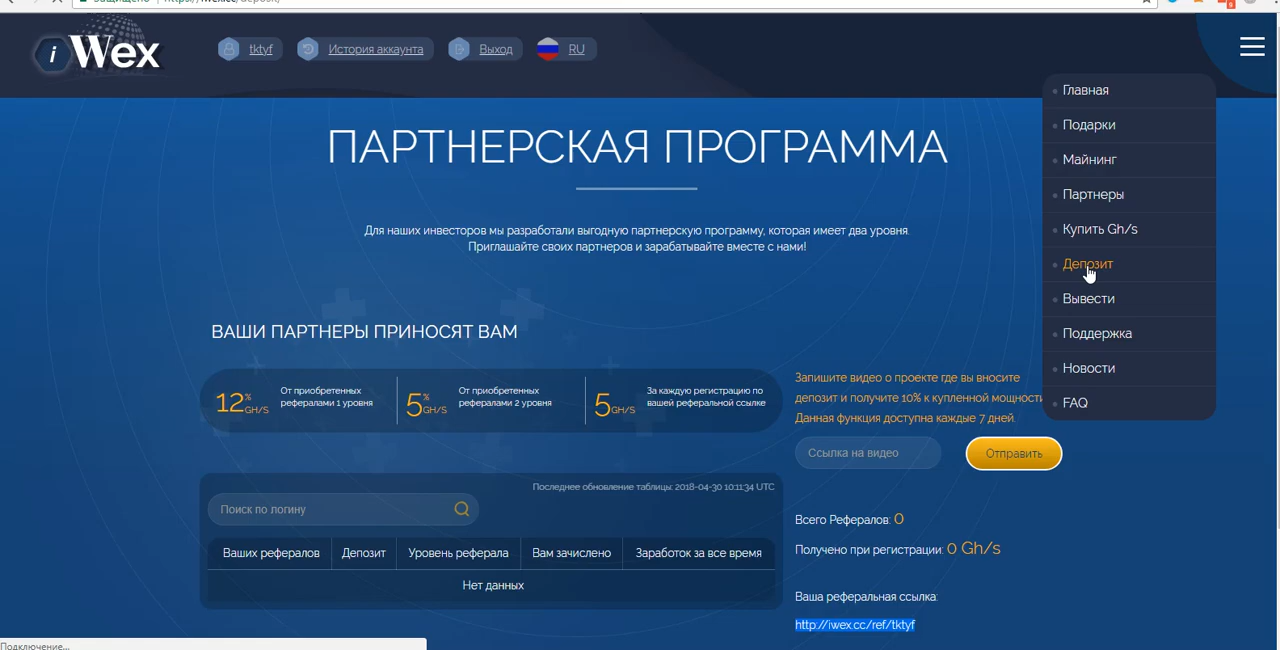 iWex
tktyf
История аккаунта
Выход
RU
Главная
Подарки
Майнинг
Партнеры
Купить Gh/s
Депозит
Вывести
Поддержка
Новости
FAQ
ПАРТНЕРСКАЯ ПРОГРАММА
Для наших инвесторов мы разработали выгодную партнерскую программу, которая имеет два уровня.
Приглашайте своих партнеров и зарабатывайте вместе с нами!
ВАШИ ПАРТНЕРЫ ПРИНОСЯТ ВАМ
12 % GH/S
От приобретенных
рефералами 1 уровня
5 % GH/S
От приобретенных
рефералами 2 уровня
5 GH/S
За каждую регистрацию по
вашей реферальной ссылке
Запишите видео о проекте где вы вносите
депозит и получите 10% к купленной мощности
Данная функция доступна каждые 7 дней.
Ссылка на видео
Отправить
Последнее обновление таблицы: 2018-04-30 10:11:34 UTC
Поиск по логину
Ваших рефералов
Депозит
Уровень реферала
Вам зачислено
Заработок за все время
Нет данных
Всего Рефералов: 0
Получено при регистрации: 0 Gh/s
Ваша реферальная ссылка:
http://iwex.cc/ref/tktyf
Подключение...